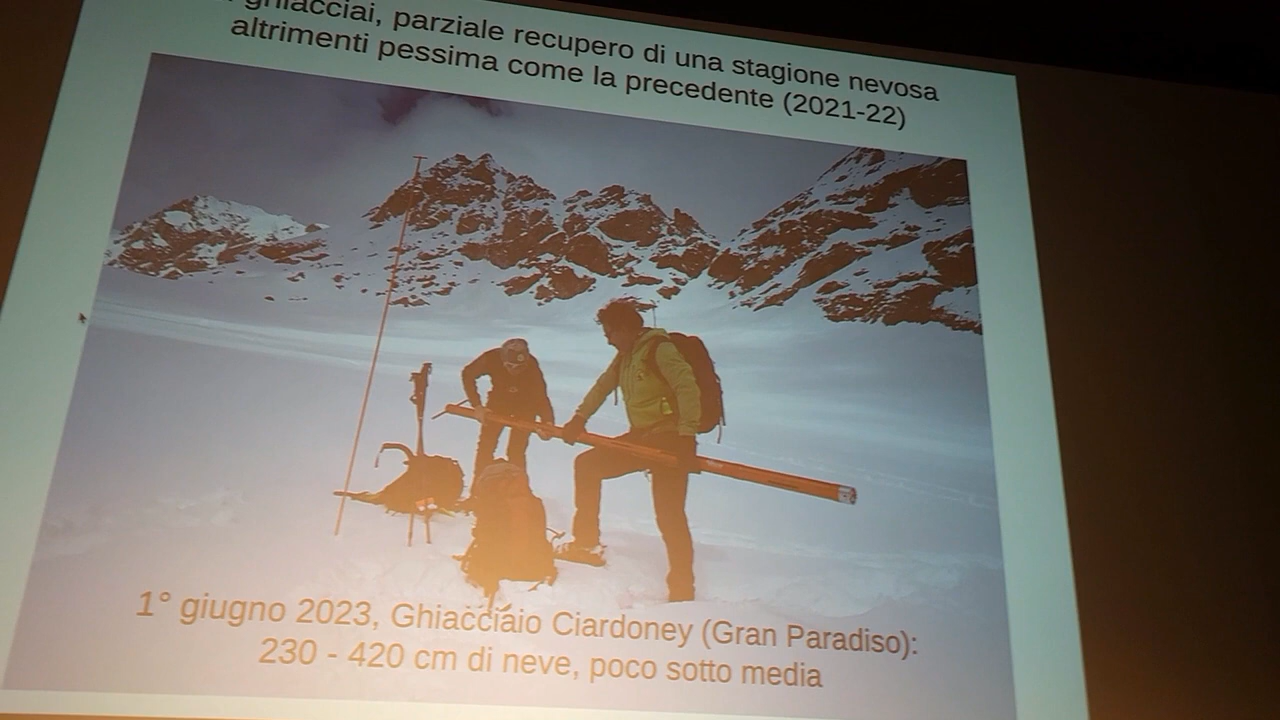 ghiacciai, parziale recupero di una stagione nevosa
altrimenti pessima come la precedente (2021-22)
1° giugno 2023, Ghiacciaio Ciardoney (Gran Paradiso):
230 - 420 cm di neve, poco sotto media